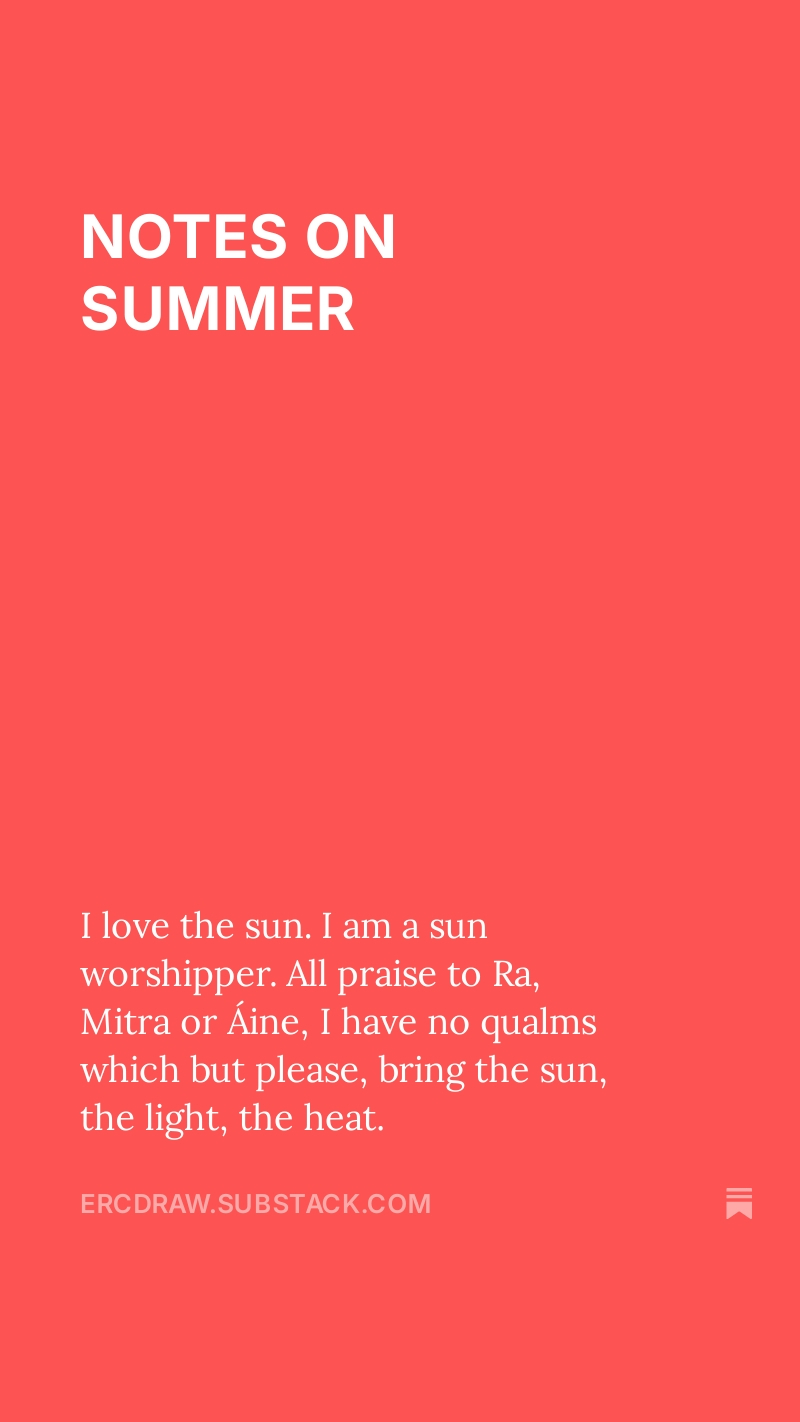 NOTES ON
SUMMER
I love the sun. I am a sun
worshipper. All praise to Ra,
Mitra or Áine, I have no qualms
which but please, bring the sun,
the light, the heat.
ERCDRAW.SUBSTACK.COM